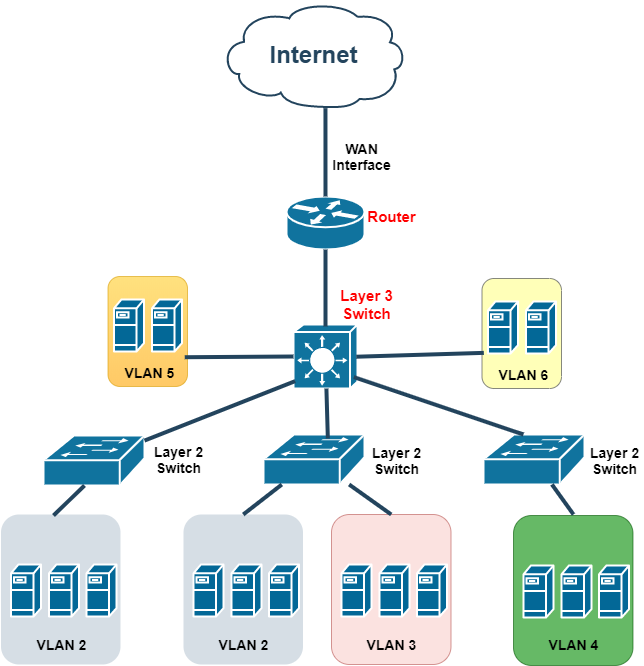 Internet
WAN
Interface
Router
Layer 3
Switch
VLAN 5
VLAN 6
Layer 2
Switch
Layer 2
Switch
Layer 2
Switch
VLAN 2
VLAN 2
VLAN 3
VLAN 4